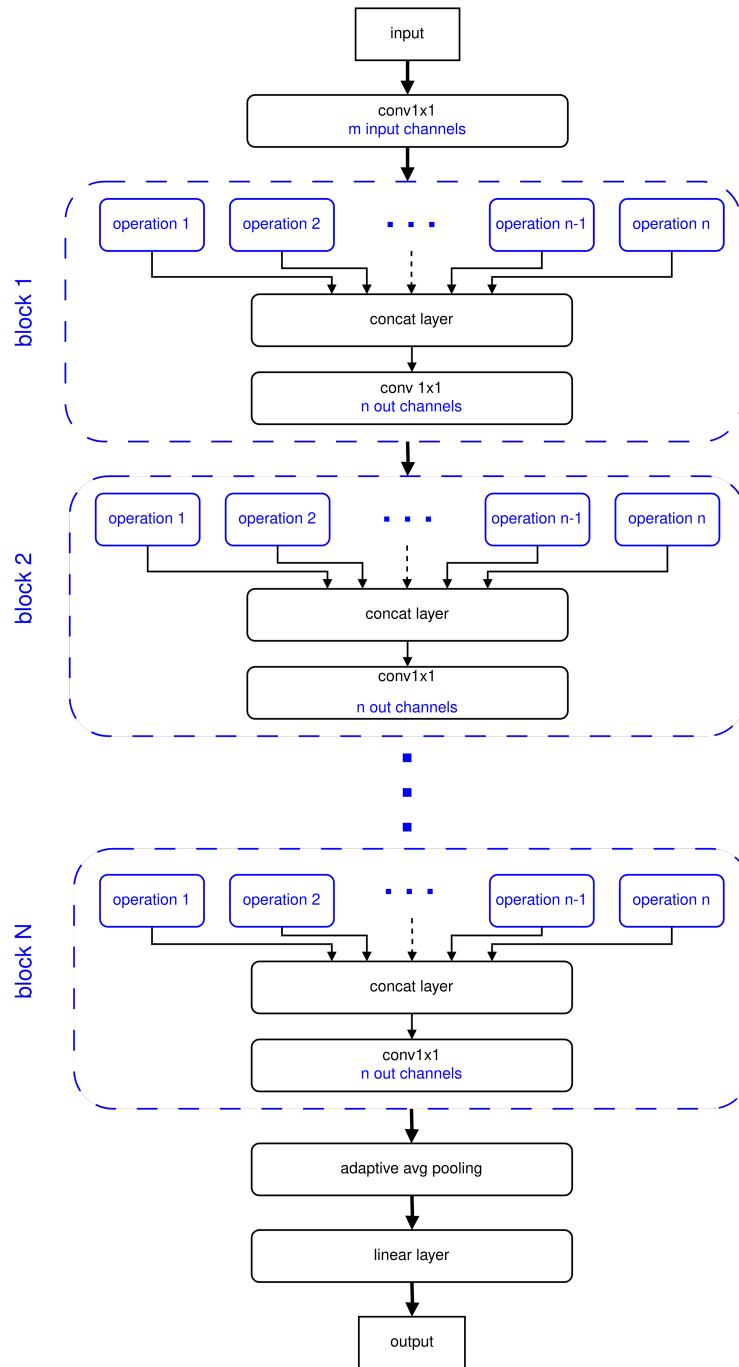 input
conv1x1
m input channels
block 1
operation 1 operation 2 operation n-1 operation n
concat layer
conv 1x1
n out channels
block 2
operation 1 operation 2 operation n-1 operation n
concat layer
conv1x1
n out channels
block N
operation 1 operation 2 operation n-1 operation n
concat layer
conv1x1
n out channels
adaptive avg pooling
linear layer
output